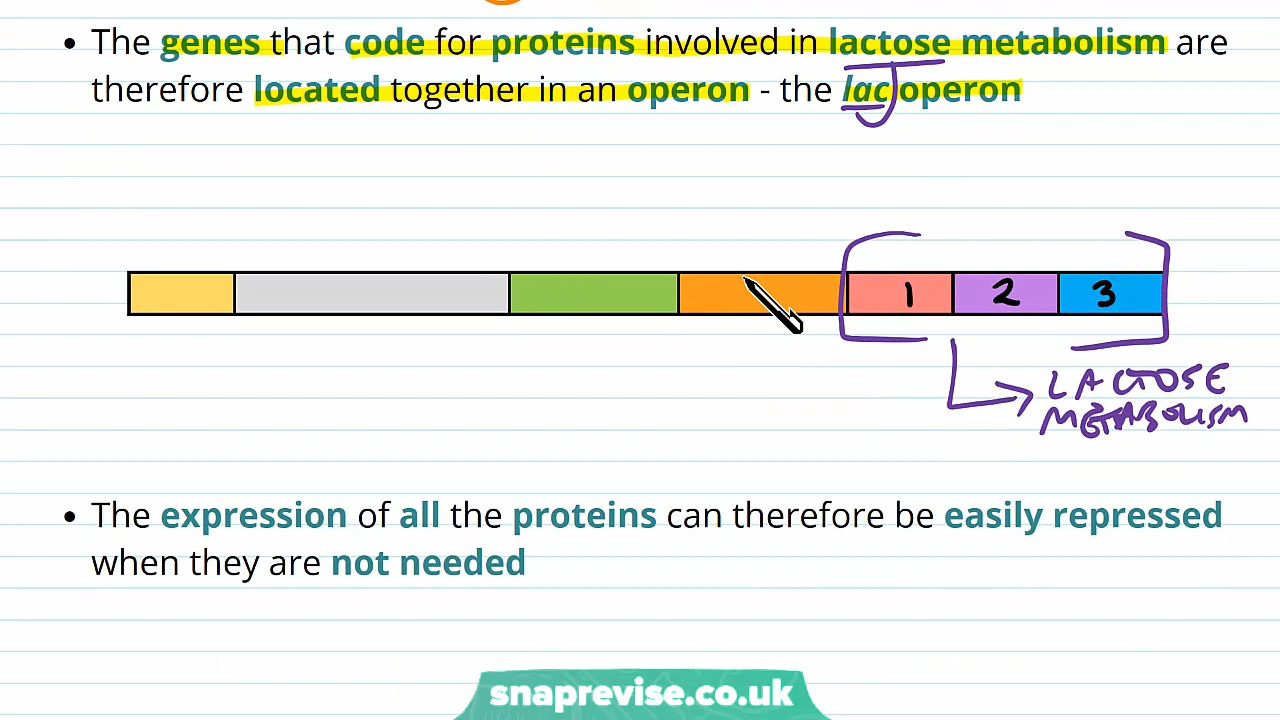 • The genes that code for proteins involved in lactose metabolism are
therefore located together in an operon - the lac operon
1 2 3
LACTOSE
METABOLISM
• The expression of all the proteins can therefore be easily repressed
when they are not needed
snaprevise.co.uk